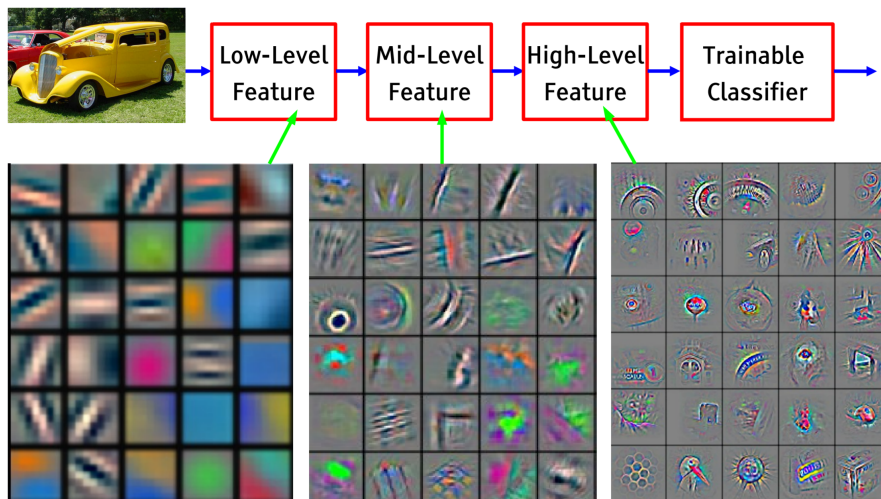 Low-Level
Feature
Mid-Level
Feature
High-Level
Feature
Trainable
Classifier